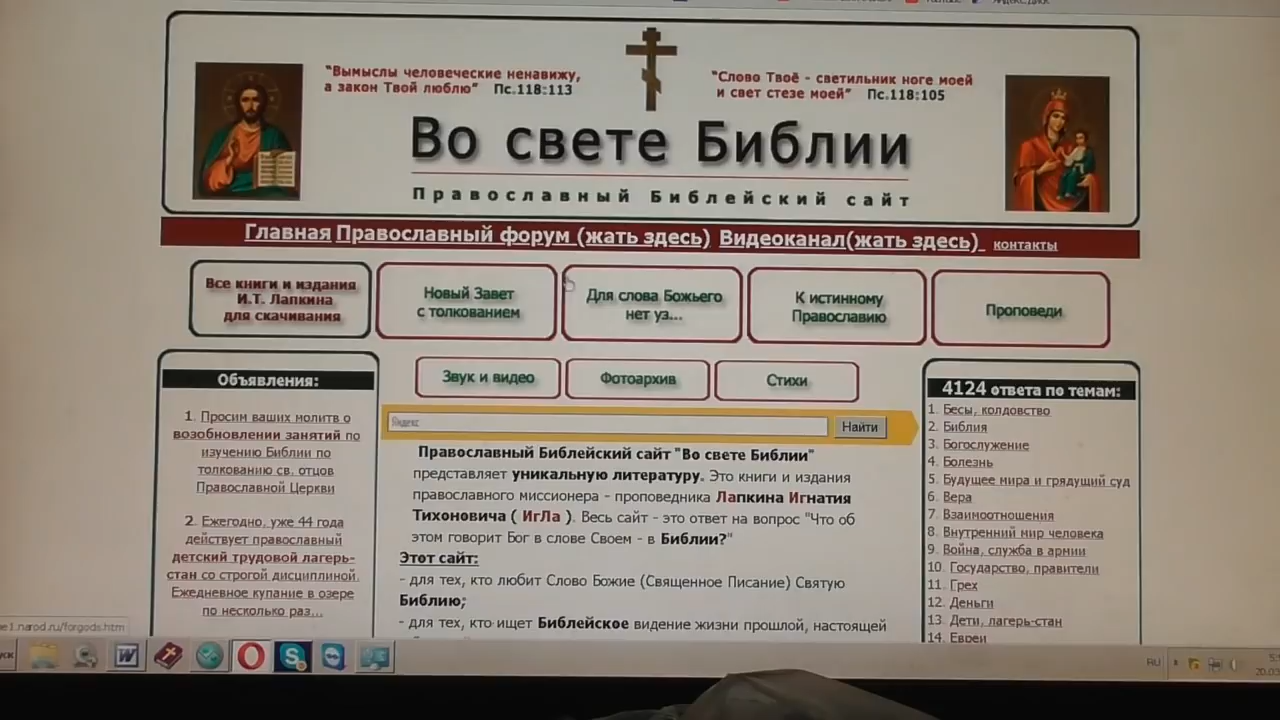 "Вымыслы человеческие ненавижу,
а закон Твой люблю" Пс.118:113
"Слово Твоё - светильник ноге моей
и свет стезе моей" Пс.118:105
Во свете Библии
Православный Библейский сайт
Главная Православный форум (жать здесь) Видеоканал(жать здесь) контакты
Все книги и издания
И.Т. Лапкина
для скачивания
Новый Завет
с толкованием
Для слова Божьего
нет уз...
К истинному
Православию
Проповеди
Звук и видео
Фотоархив
Стихи
Объявления:
1. Просим ваших молитв о
возобновлении занятий по
изучению Библии по
толкованию св. отцов
Православной Церкви
2. Ежегодно, уже 44 года
действует православный
детский трудовой лагерь-
стан со строгой дисциплиной.
Ежедневное купание в озере
по несколько раз...
Яндекс
Найти
Православный Библейский сайт "Во свете Библии"
представляет уникальную литературу. Это книги и издания
православного миссионера - проповедника Лапкина Игнатия
Тихоновича ( ИгЛа ). Весь сайт - это ответ на вопрос "Что об
этом говорит Бог в слове Своем - в Библии?"
Этот сайт:
- для тех, кто любит Слово Божие (Священное Писание) Святую
Библию;
- для тех, кто ищет Библейское видение жизни прошлой, настоящей
4124 ответа по темам:
1. Бесы, колдовство
2. Библия
3. Богослужение
4. Болезнь
5. Будущее мира и грядущий суд
6. Вера
7. Взаимоотношения
8. Внутренний мир человека
9. Война, служба в армии
10. Государство, правители
11. Грех
12. Деньги
13. Дети, лагерь-стан
14. Евреи
e1.narod.ru/forgods.htm
RU